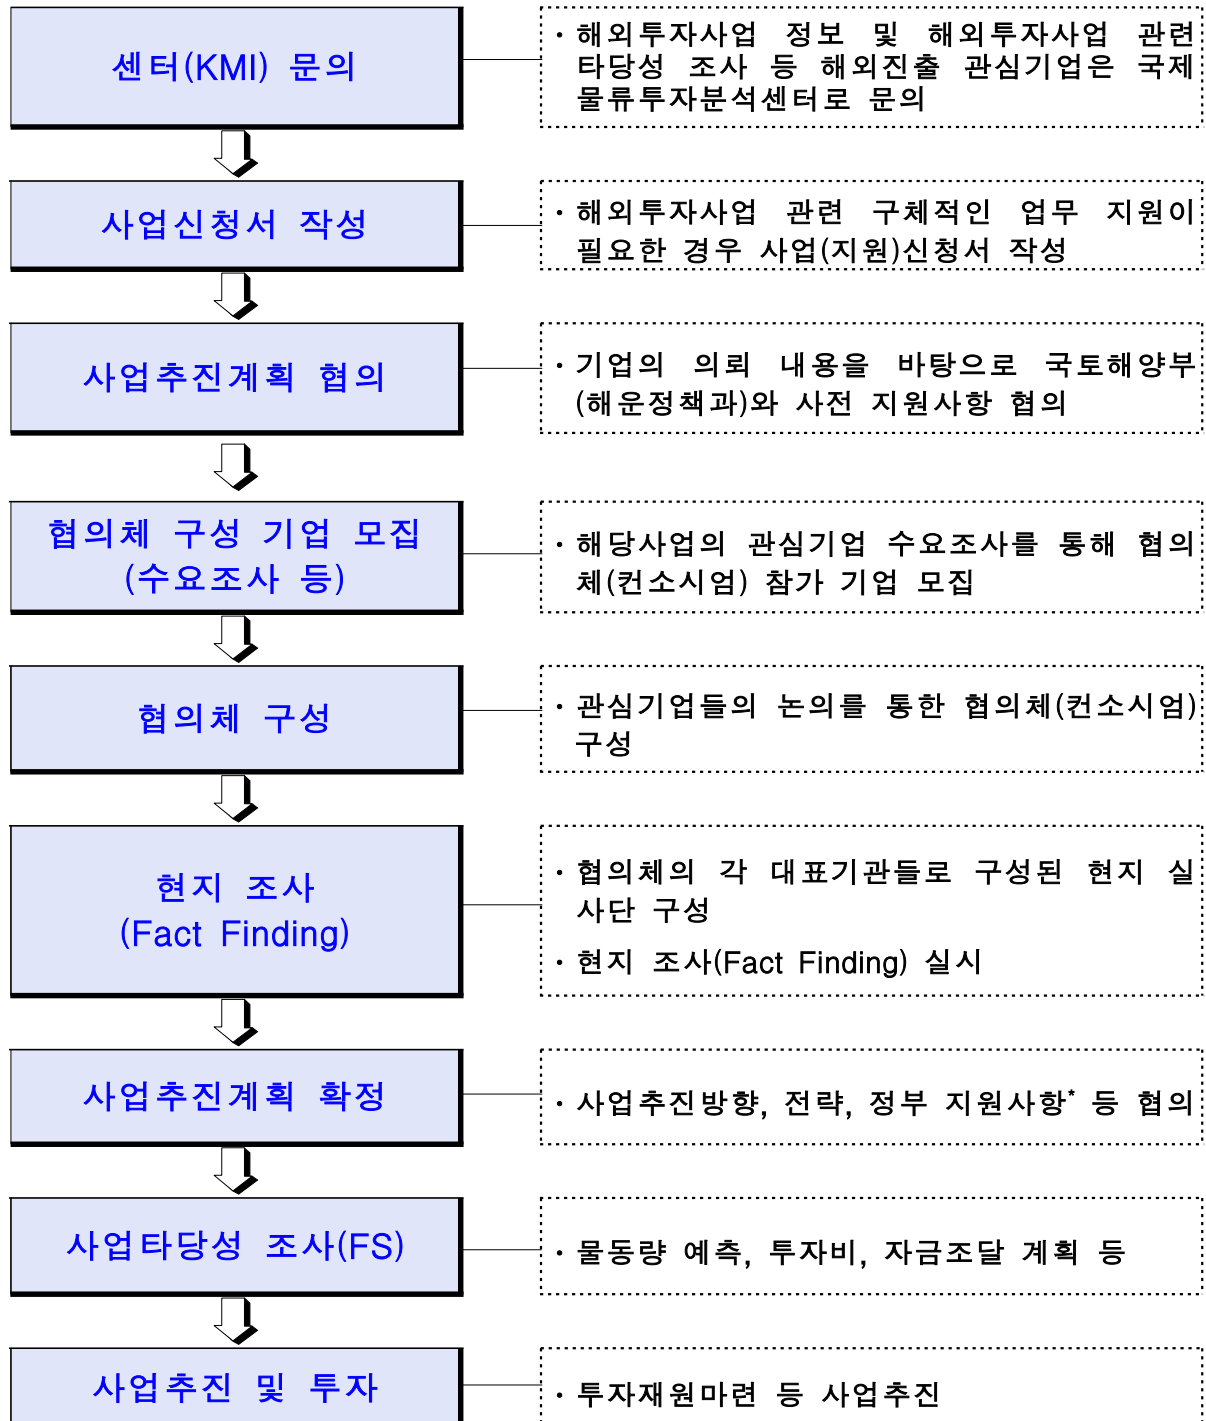 센터(KMI) 문의
· 해외투자사업 정보 및 해외투자사업 관련
타당성 조사 등 해외진출 관심기업은 국제
물류투자분석센터로 문의
사업신청서 작성
· 해외투자사업 관련 구체적인 업무 지원이
필요한 경우 사업(지원)신청서 작성
사업추진계획 협의
· 기업의 의뢰 내용을 바탕으로 국토해양부
(해운정책과)와 사전 지원사항 협의
협의체 구성 기업 모집
(수요조사 등)
· 해당사업의 관심기업 수요조사를 통해 협의
체(컨소시엄) 참가 기업 모집
협의체 구성
· 관심기업들의 논의를 통한 협의체(컨소시엄)
구성
현지 조사
(Fact Finding)
· 협의체의 각 대표기관들로 구성된 현지 실
사단 구성
· 현지 조사(Fact Finding) 실시
사업추진계획 확정
· 사업추진방향, 전략, 정부 지원사항* 등 협의
사업타당성 조사(FS)
· 물동량 예측, 투자비, 자금조달 계획 등
사업추진 및 투자
· 투자재원마련 등 사업추진